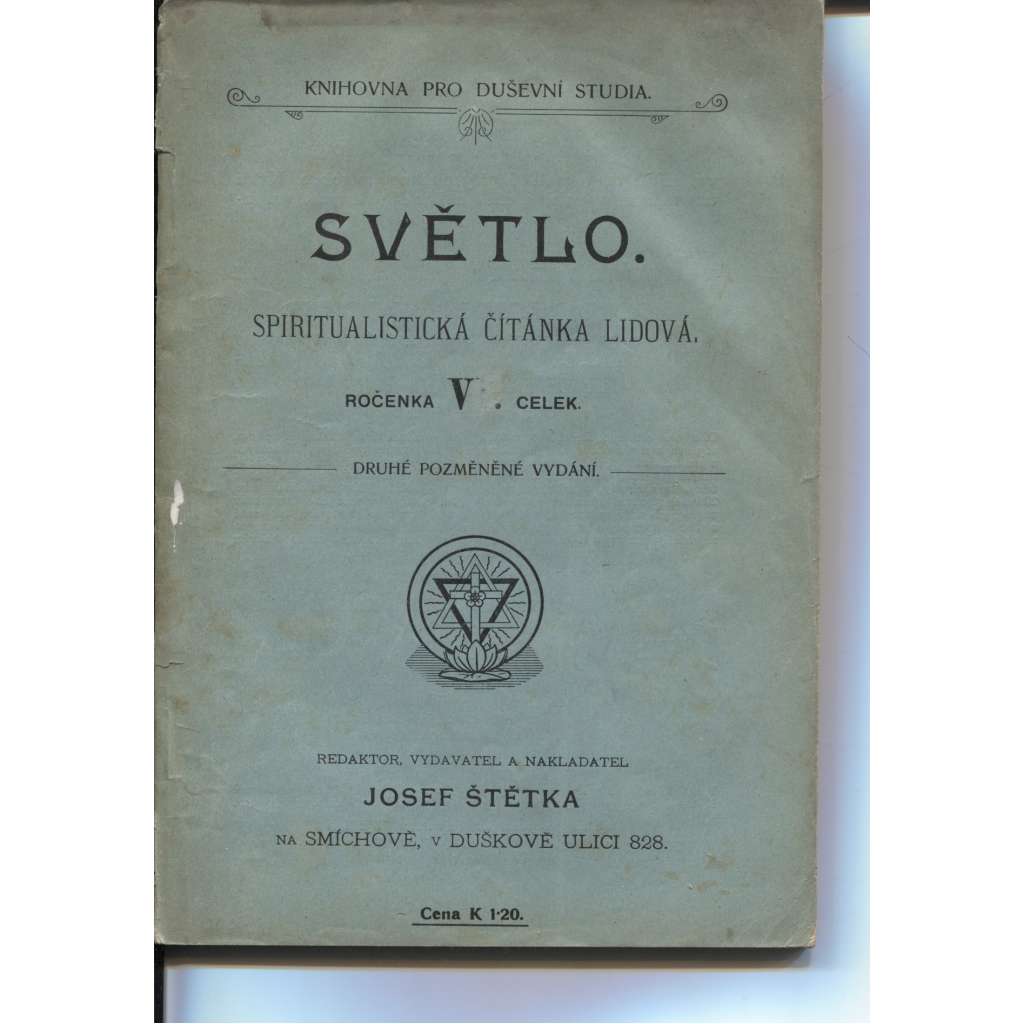 KNIHOVNA PRO DUŠEVNÍ STUDIA.
SVĚTLO.
SPIRITUALISTICKÁ ČÍTÁNKA LIDOVÁ.
ROČENKA V . CELEK.
DRUHÉ POZMĚNĚNÉ VYDÁNÍ.
REDAKTOR, VYDAVATEL A NAKLADATEL
JOSEF ŠTĚTKA
NA SMÍCHOVĚ, V DUŠKOVĚ ULICI 828.
Cena K 1·20.